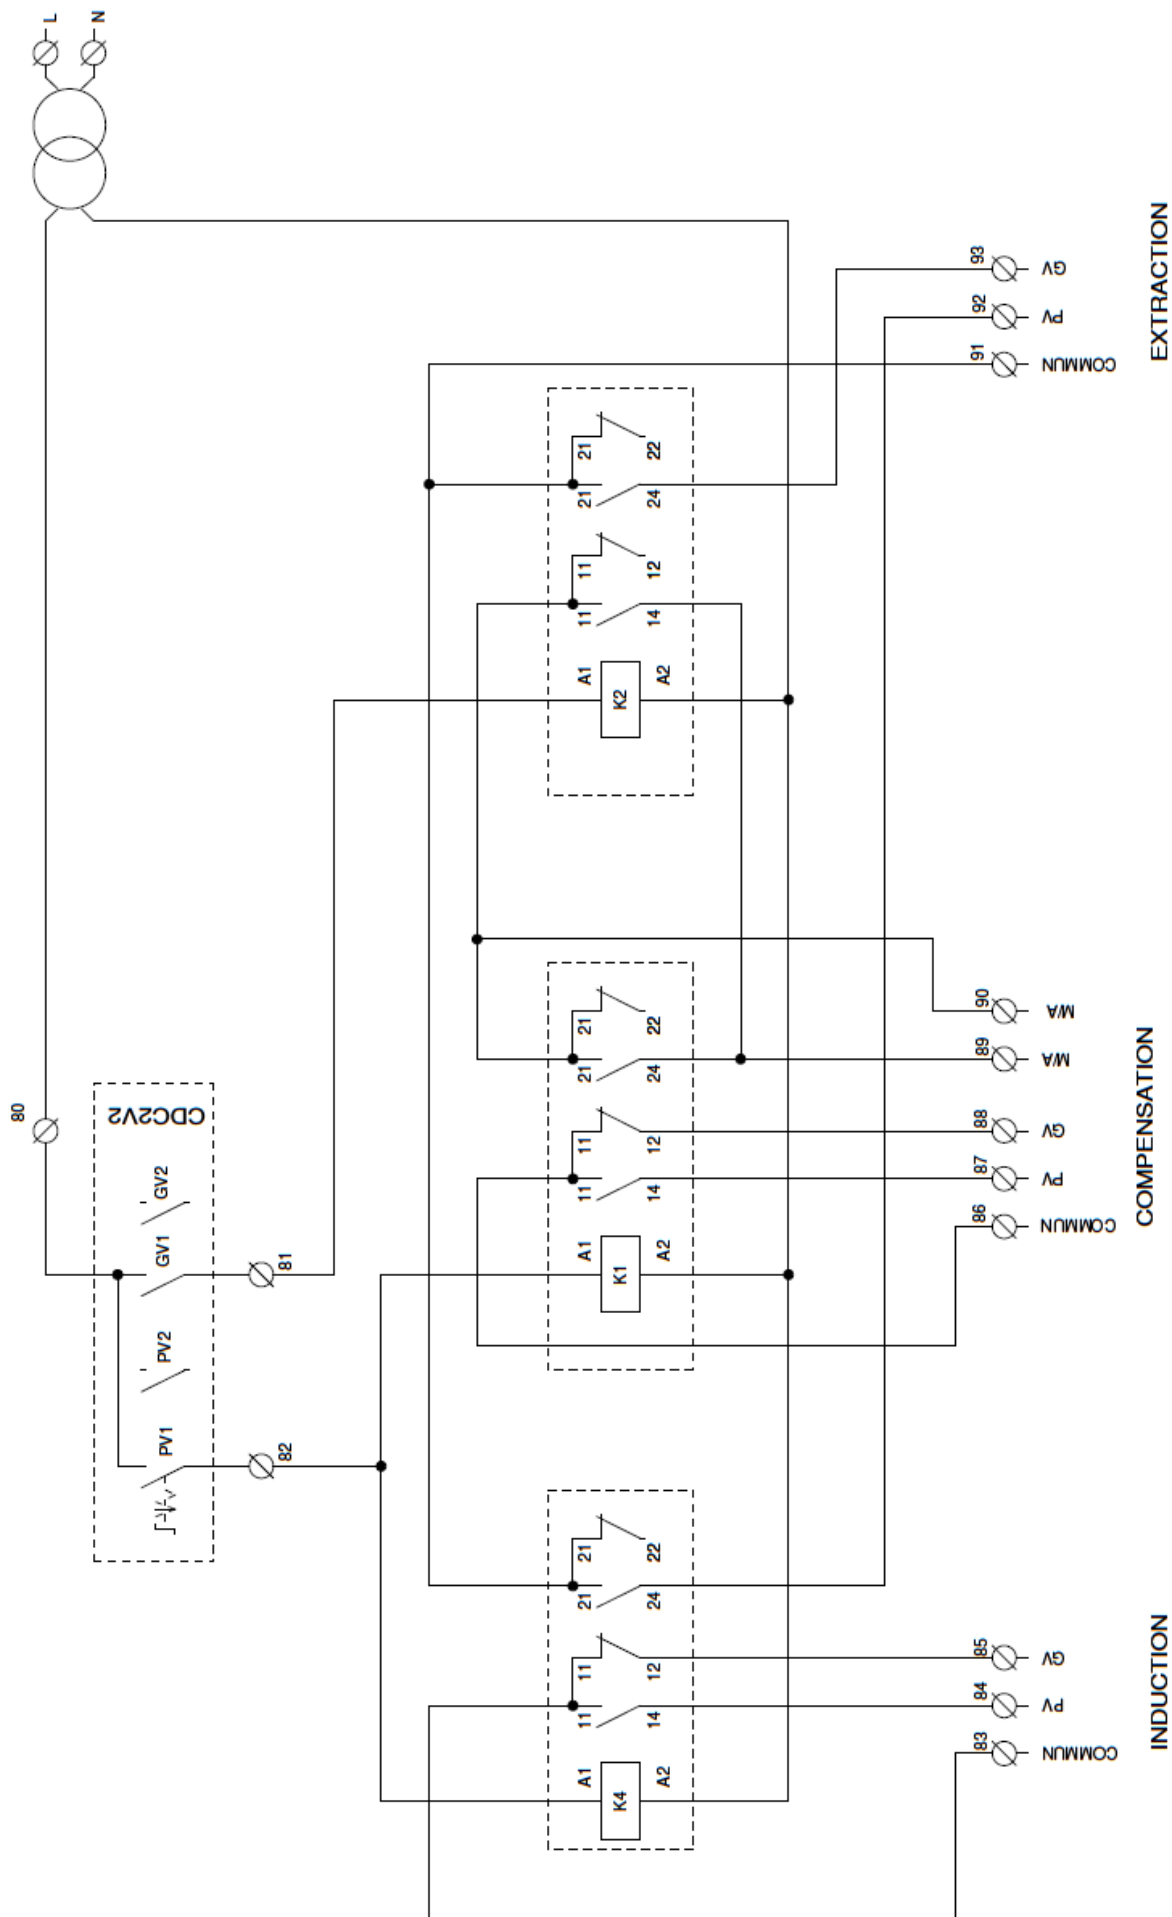 L
N
80
CDC2V2
GV2
GV1
PV2
PV1
81
82
21
22
21
24
11
12
11
14
A1
K2
A2
21
22
21
24
11
12
11
14
A1
K1
A2
21
22
21
24
11
12
11
14
A1
K4
A2
93
GV
92
PV
91
COMMUN
EXTRACTION
90
M/A
89
M/A
88
GV
87
PV
86
COMMUN
COMPENSATION
85
GV
84
PV
83
COMMUN
INDUCTION